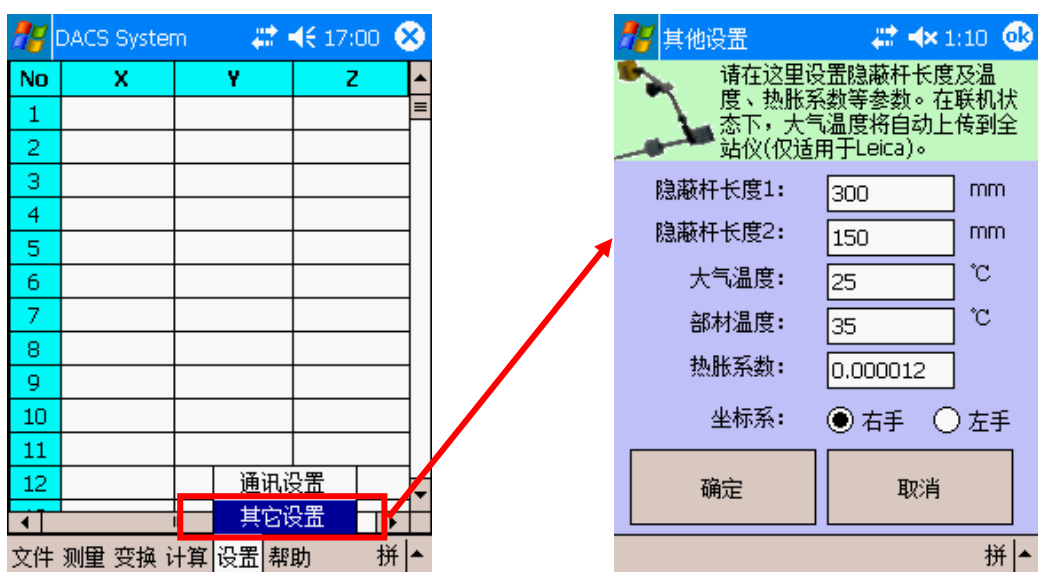 DACS System 17:00
No X Y Z
1
2
3
4
5
6
7
8
9
10
11
12
通讯设置
其它设置
文件 测量 变换 计算 设置 帮助 拼
其他设置 1:10 ok
请在这里设置隐蔽杆长度及温
度、热胀系数等参数。在联机状
态下，大气温度将自动上传到全
站仪(仅适用于Leica)。
隐蔽杆长度1: 300 mm
隐蔽杆长度2: 150 mm
大气温度: 25 ℃
部材温度: 35 ℃
热胀系数: 0.000012
坐标系: 右手 左手
确定 取消
拼